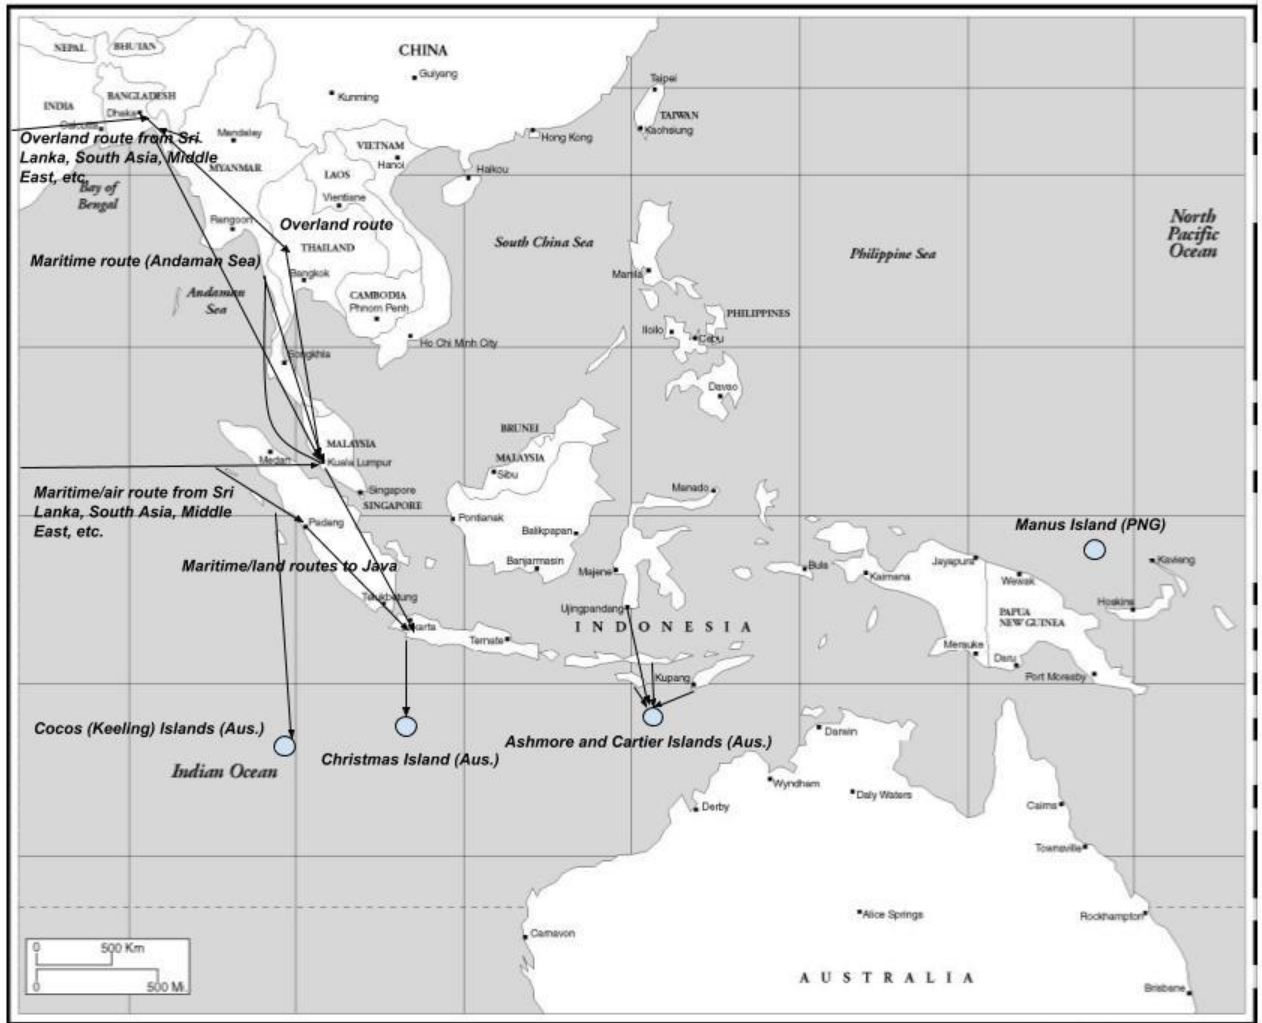 CHINA
NEPAL
BHUTAN
Guiyang
Taipei
Kunming
BANGLADESH
INDIA
Dhaka
TAIWAN
Calcutta
Kaohsiung
Mandalay
Hong Kong
Overland route from Sri
Lanka, South Asia, Middle
East, etc.
VIETNAM
Hanoi
MYANMAR
LAOS
Haikou
Bay of
Bengal
Vientiane
Rangoon
Overland route
North
Pacific
Ocean
South China Sea
THAILAND
Philippine Sea
Maritime route (Andaman Sea)
Bangkok
Manila
Andaman
Sea
CAMBODIA
Phnom Penh
PHILIPPINES
Iloilo
Cebu
Ho Chi Minh City
Songkhla
Davao
BRUNEI
MALAYSIA
MALAYSIA
Medan
Kuala Lumpur
Sibu
Singapore
SINGAPORE
Manado
Maritime/air route from Sri
Lanka, South Asia, Middle
East, etc.
Padang
Pontianak
Manus Island (PNG)
Balikpapan
Maritime/land routes to Java
Banjarmasin
Majene
Bula
Kaimana
Jayapura
Wewak
Kavieng
Telukbetung
Ujingpandang
Hoskins
PAPUA
NEW GUINEA
karta
INDONESIA
Ternate
Merauke
Daru
Kupang
Port Moresby
Cocos (Keeling) Islands (Aus.)
Christmas Island (Aus.)
Ashmore and Cartier Islands (Aus.)
Darwin
Indian Ocean
Wyndham
Daly Waters
Derby
Cairns
Townsville
Alice Springs
Rockhampton
Carnavon
0 500 Km
0 500 Mi.
AUSTRALIA
Brisbane